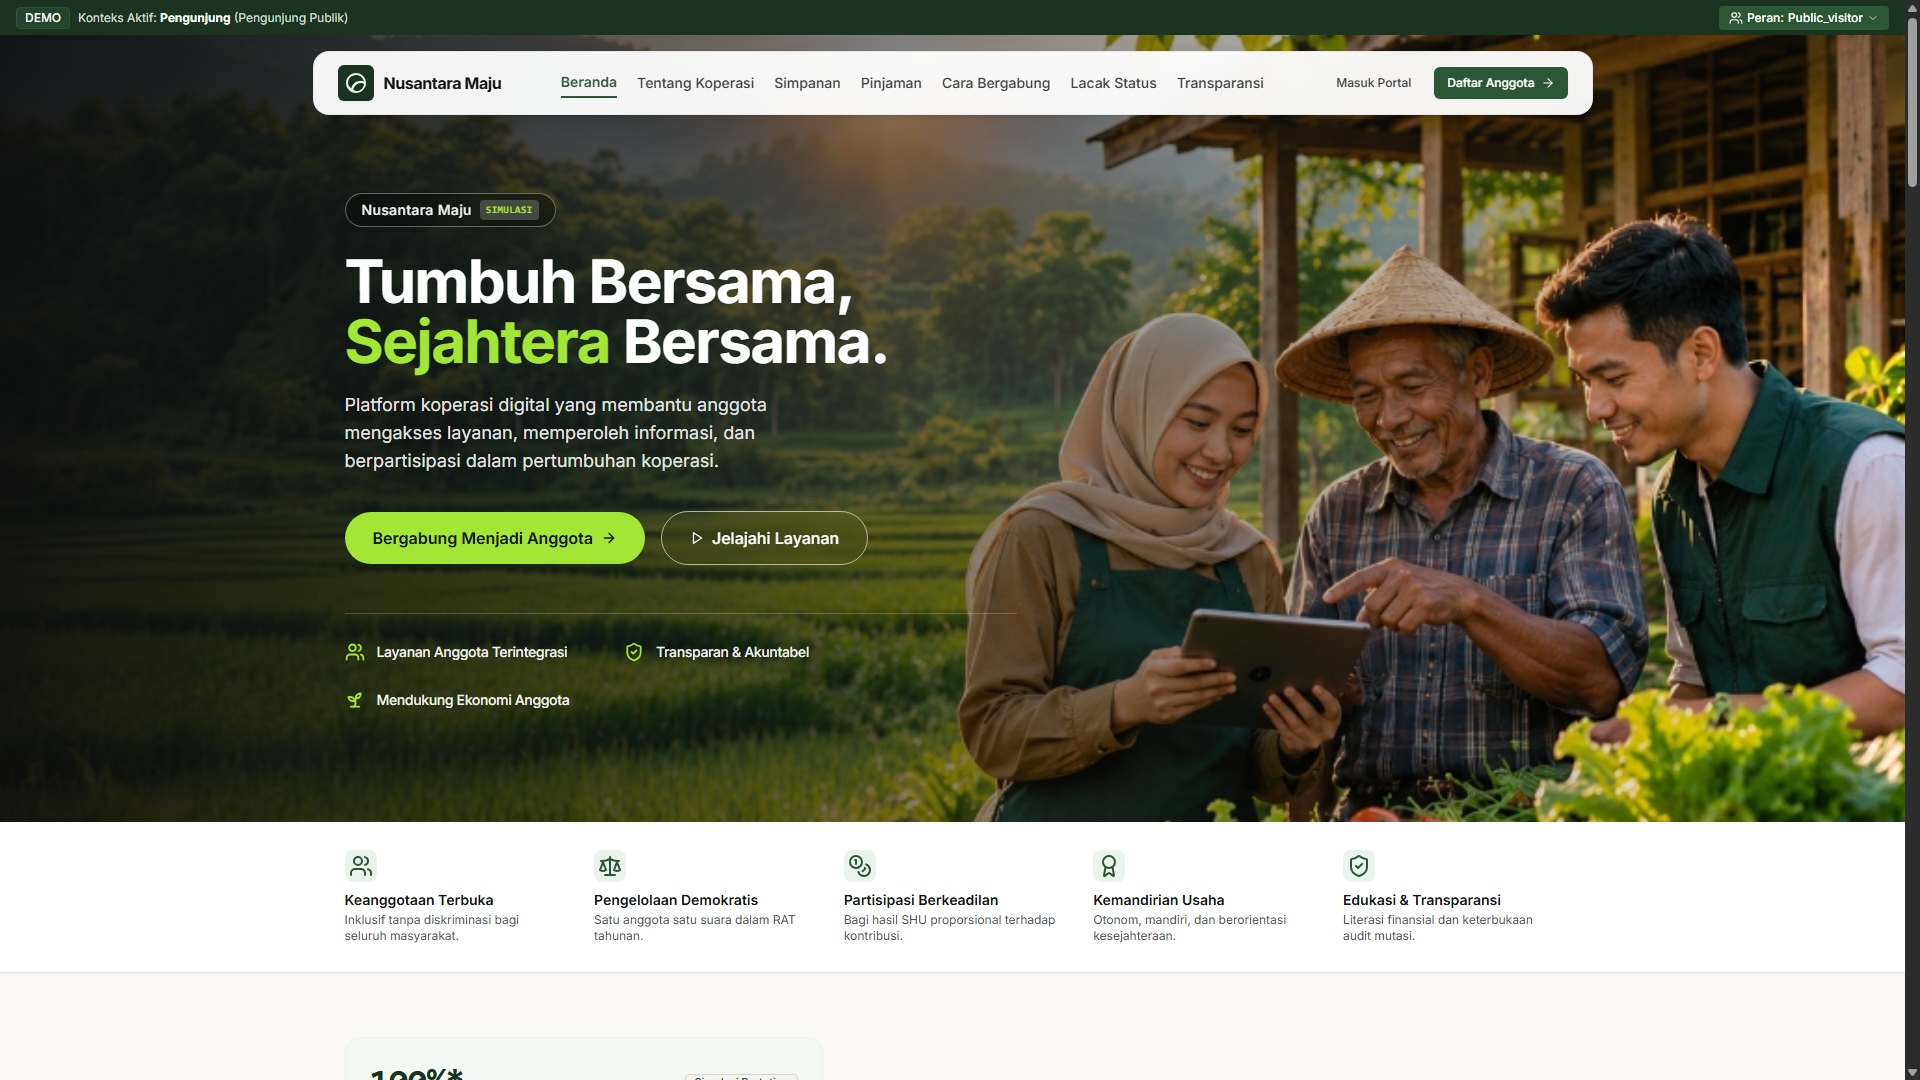 DEMO Konteks Aktif: Pengunjung (Pengunjung Publik)
Peran: Public_visitor
Nusantara Maju
Beranda Tentang Koperasi Simpanan Pinjaman Cara Bergabung Lacak Status Transparansi
Masuk Portal
Daftar Anggota
Nusantara Maju SIMULASI
Tumbuh Bersama,
Sejahtera Bersama.
Platform koperasi digital yang membantu anggota
mengakses layanan, memperoleh informasi, dan
berpartisipasi dalam pertumbuhan koperasi.
Bergabung Menjadi Anggota
Jelajahi Layanan
Layanan Anggota Terintegrasi
Transparan & Akuntabel
Mendukung Ekonomi Anggota
Keanggotaan Terbuka
Inklusif tanpa diskriminasi bagi
seluruh masyarakat.
Pengelolaan Demokratis
Satu anggota satu suara dalam RAT
tahunan.
Partisipasi Berkeadilan
Bagi hasil SHU proporsional terhadap
kontribusi.
Kemandirian Usaha
Otonom, mandiri, dan berorientasi
kesejahteraan.
Edukasi & Transparansi
Literasi finansial dan keterbukaan
audit mutasi.
100%*